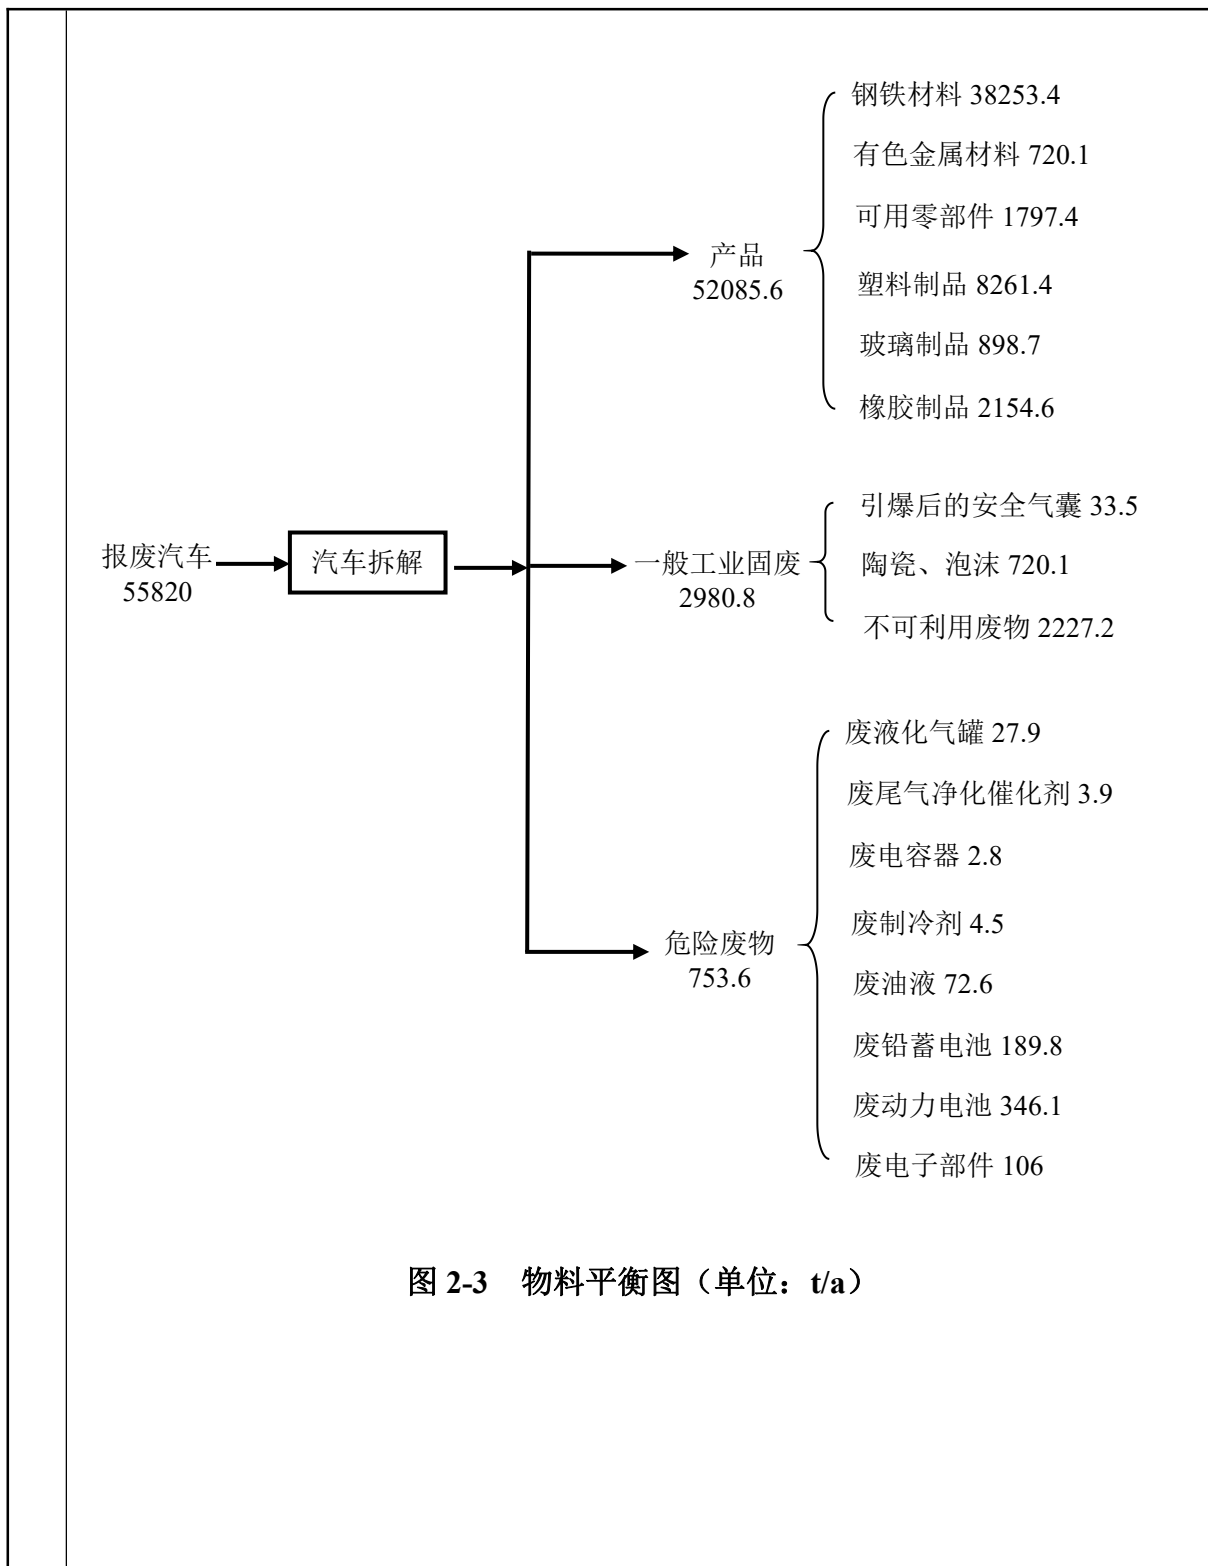 钢铁材料 38253.4
有色金属材料 720.1
可用零部件 1797.4
产品
52085.6
塑料制品 8261.4
玻璃制品 898.7
橡胶制品 2154.6
引爆后的安全气囊 33.5
报废汽车
55820
汽车拆解
一般工业固废
2980.8
陶瓷、泡沫 720.1
不可利用废物 2227.2
废液化气罐 27.9
废尾气净化催化剂 3.9
废电容器 2.8
废制冷剂 4.5
危险废物
753.6
废油液 72.6
废铅蓄电池 189.8
废动力电池 346.1
废电子部件 106
图 2-3 物料平衡图（单位：t/a）